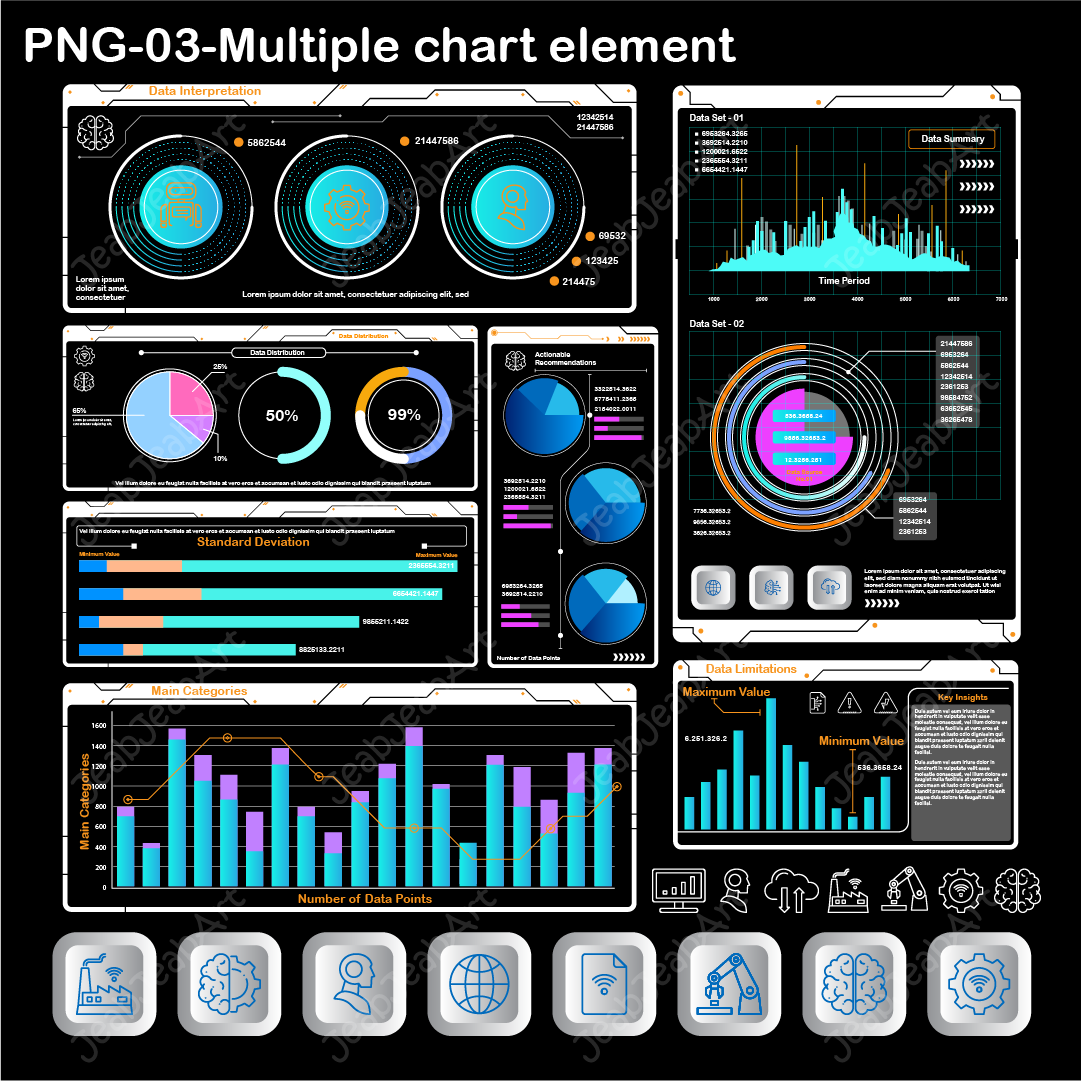 PNG-03-Multiple chart element
Data Interpretation
12342514
21447586
5862544
21447586
69532
123425
214475
Lorem ipsum
dolor sit amet,
consectetuer
Lorem ipsum dolor sit amet, consectetuer adipiscing elit, sed
Data Set - 01
6953264.3265
3692514.2210
1200021.6522
2365554.3211
6654421.1447
Data Summary
Time Period
1000 2000 3000 4000 5000 6000 7000
Data Set - 02
21447586
6953264
5862544
12342514
2361253
98584752
63652545
36265478
536.3658.24
9856.32653.2
12.3265.251
6953264
5862544
12342514
2361253
7736.32653.2
9856.32653.2
3626.32653.2
Lorem ipsum dolor sit amet, consectetuer adipiscing
elit, sed diam nonummy nibh euismod tincidunt ut
laoreet dolore magna aliquam erat volutpat. Ut wisi
enim ad minim veniam, quis nostrud exerci tation
Data Distribution
Data Distribution
25%
65%
10%
50%
99%
Vel illum dolore eu feugiat nulla facilisis at vero eros et accumsan et iusto odio dignissim qui blandit praesent luptatum
Actionable
Recommendations
3322514.3622
8778411.2366
2154022.0011
3692514.2210
1200021.6522
2365554.3211
6953264.3265
3692514.2210
Number of Data Points
Vel illum dolore eu feugiat nulla facilisis at vero eros et accumsan et iusto odio dignissim qui blandit praesent luptatum
Standard Deviation
Minimum Value
Maximum Value
2365554.3211
6654421.1447
9855211.1422
8825133.2211
Main Categories
Main Categories
1600
1400
1200
1000
800
600
400
200
0
Number of Data Points
Data Limitations
Maximum Value
6.251.326.2
Minimum Value
536.3658.24
Key Insights
Duis autem vel eum iriure dolor in
hendrerit in vulputate velit esse
molestie consequat, vel illum dolore eu
feugiat nulla facilisis at vero eros et
accumsan et iusto odio dignissim qui
blandit praesent luptatum zzril delenit
augue duis dolore te feugait nulla
facilisi.
Duis autem vel eum iriure dolor in
hendrerit in vulputate velit esse
molestie consequat, vel illum dolore eu
feugiat nulla facilisis at vero eros et
accumsan et iusto odio dignissim qui
blandit praesent luptatum zzril delenit
augue duis dolore te feugait nulla
facilisi.
JeabArt